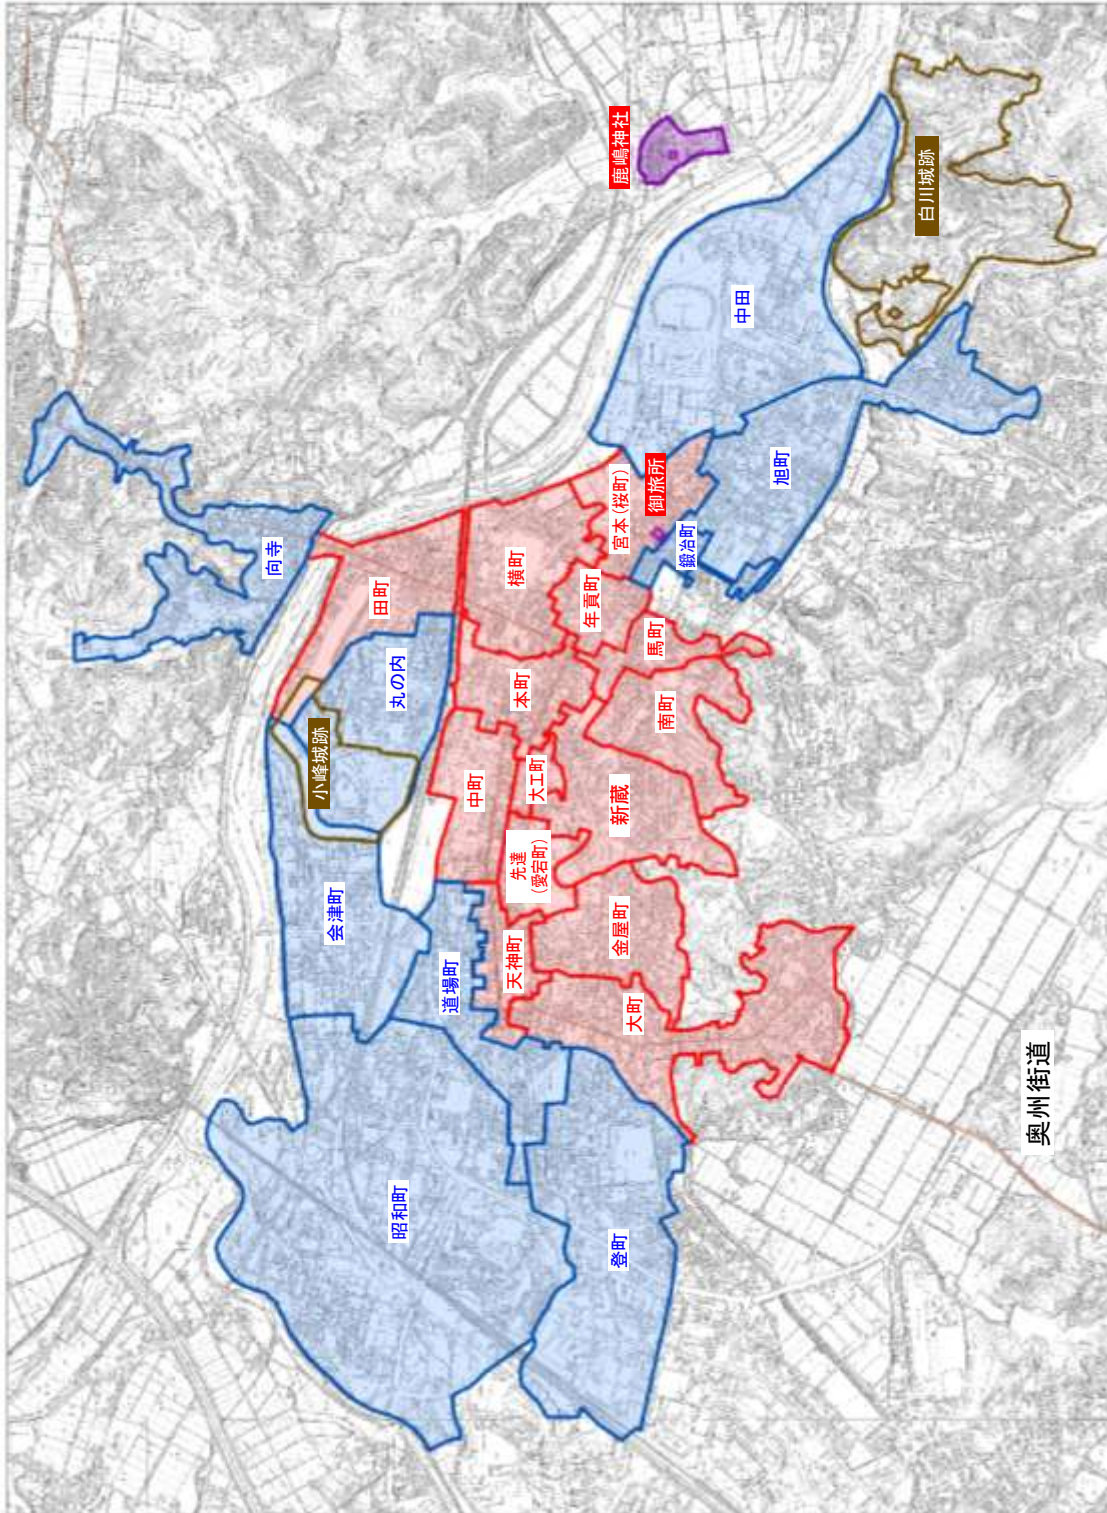 鹿嶋神社
白川城跡
中田
旭町
御旅所
宮本(桜町)
鍛冶町
向寺
田町
横町
年貢町
馬町
丸の内
本町
南町
小峰城跡
中町
大工町
新蔵
先達
(愛宕町)
会津町
道場町
天神町
金屋町
大町
奥州街道
昭和町
登町